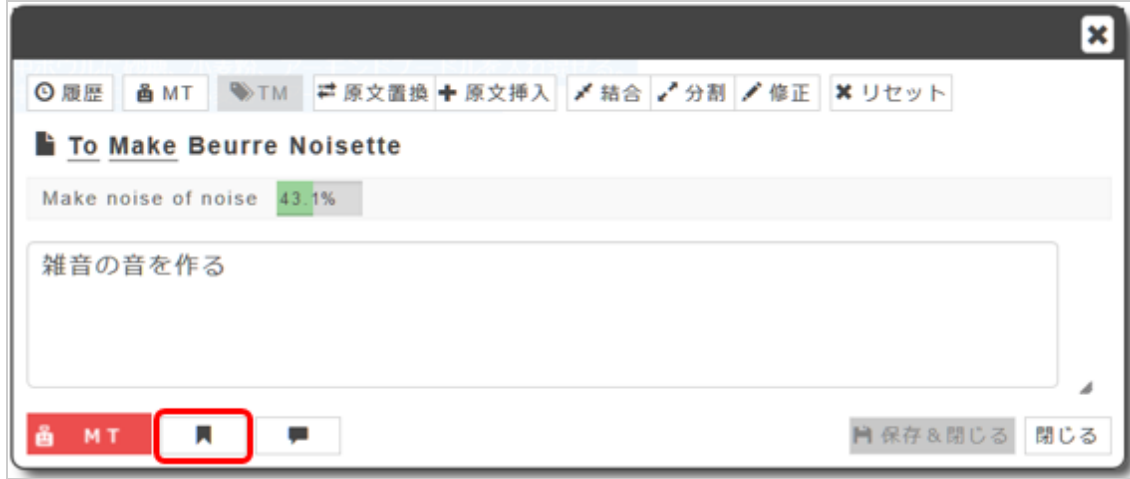 履歴 MT TM 原文置換 原文挿入 結合 分割 修正 リセット
To Make Beurre Noisette
Make noise of noise 43.1%
雑音の音を作る
MT 保存&閉じる 閉じる